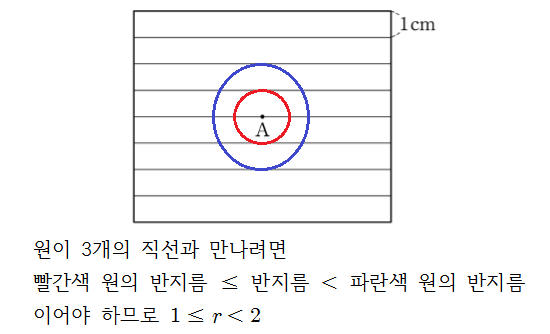 1cm
A
원이 3개의 직선과 만나려면
빨간색 원의 반지름 ≤ 반지름 < 파란색 원의 반지름
이어야 하므로 1 ≤ r < 2